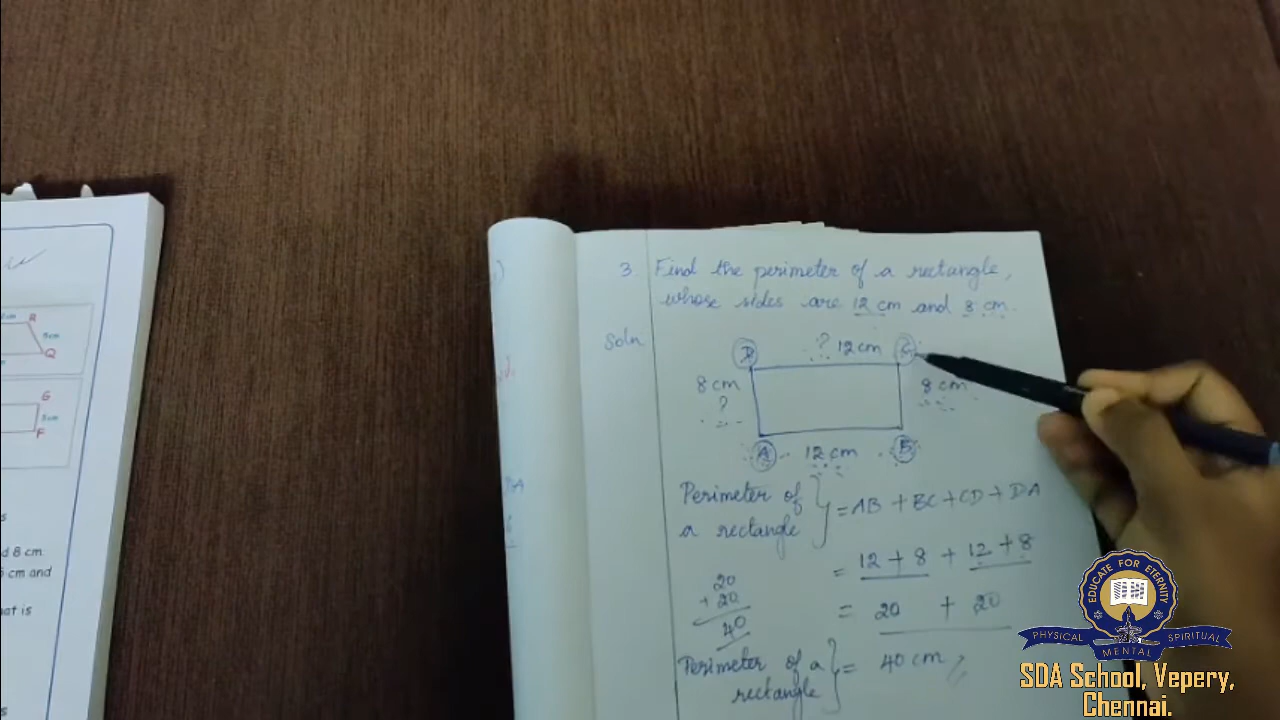 R
Q
G
F
d 8 cm
cm and
at is
3 Find the perimeter of a rectangle,
whose sides are 12 cm and 8 cm.
Soln
D ? 12 cm C
8 cm 8 cm
?
A 12 cm B
Perimeter of
a rectangle } = AB + BC + CD + DA
= 12 + 8 + 12 + 8
20
+ 20
40
= 20 + 20
Perimeter of a
rectangle } = 40 cm //
EDUCATE FOR ETERNITY
PHYSICAL MENTAL SPIRITUAL
SDA School, Vepery,
Chennai.